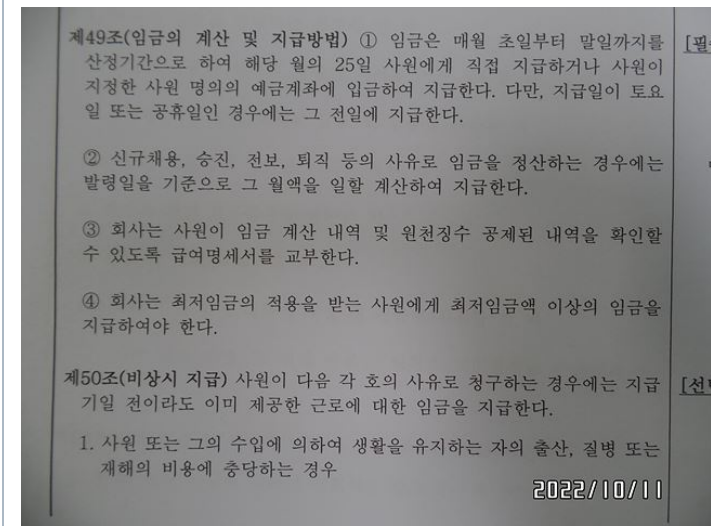 제49조(임금의 계산 및 지급방법) ① 임금은 매월 초일부터 말일까지를
산정기간으로 하여 해당 월의 25일 사원에게 직접 지급하거나 사원이
지정한 사원 명의의 예금계좌에 입금하여 지급한다. 다만, 지급일이 토요
일 또는 공휴일인 경우에는 그 전일에 지급한다.
② 신규채용, 승진, 전보, 퇴직 등의 사유로 임금을 정산하는 경우에는
발령일을 기준으로 그 월액을 일할 계산하여 지급한다.
③ 회사는 사원이 임금 계산 내역 및 원천징수 공제된 내역을 확인할
수 있도록 급여명세서를 교부한다.
④ 회사는 최저임금의 적용을 받는 사원에게 최저임금액 이상의 임금을
지급하여야 한다.
제50조(비상시 지급) 사원이 다음 각 호의 사유로 청구하는 경우에는 지급
기일 전이라도 이미 제공한 근로에 대한 임금을 지급한다.
1. 사원 또는 그의 수입에 의하여 생활을 유지하는 자의 출산, 질병 또는
재해의 비용에 충당하는 경우
2022/10/11